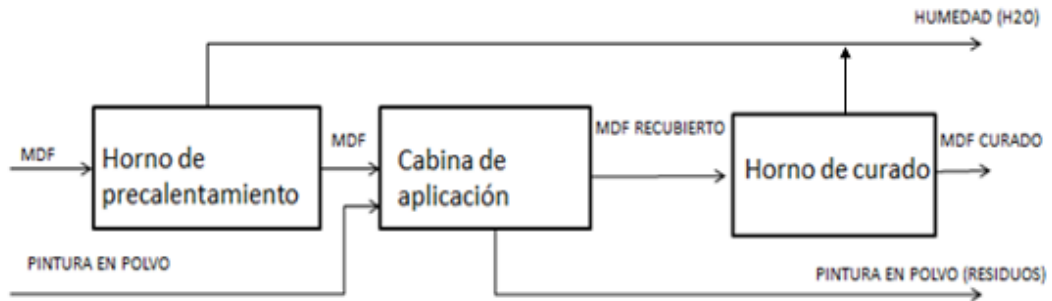 HUMEDAD (H2O)
MDF
Horno de
precalentamiento
MDF
Cabina de
aplicación
MDF RECUBIERTO
Horno de curado
MDF CURADO
PINTURA EN POLVO
PINTURA EN POLVO (RESIDUOS)